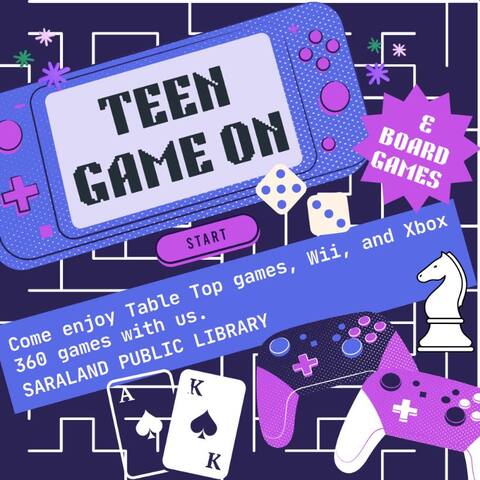 TEEN
GAME ON
&
BOARD
GAMES
START
Come enjoy Table Top games, Wii, and Xbox
360 games with us.
SARALAND PUBLIC LIBRARY
A
K
K